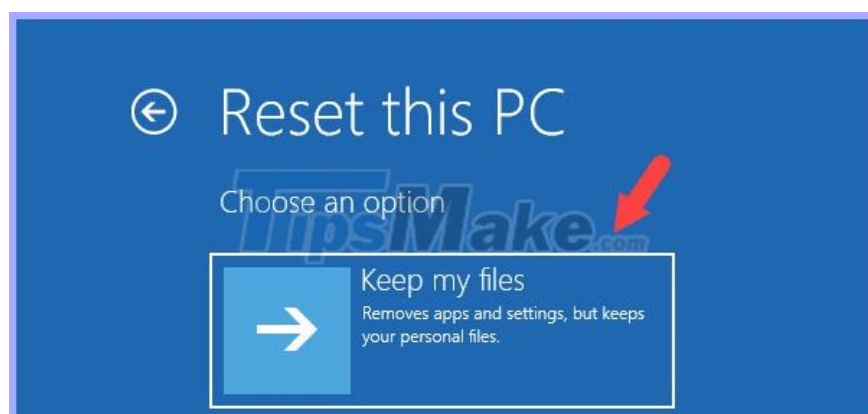 Reset this PC
Choose an option
TipsMake.com
Keep my files
Removes apps and settings, but keeps
your personal files.